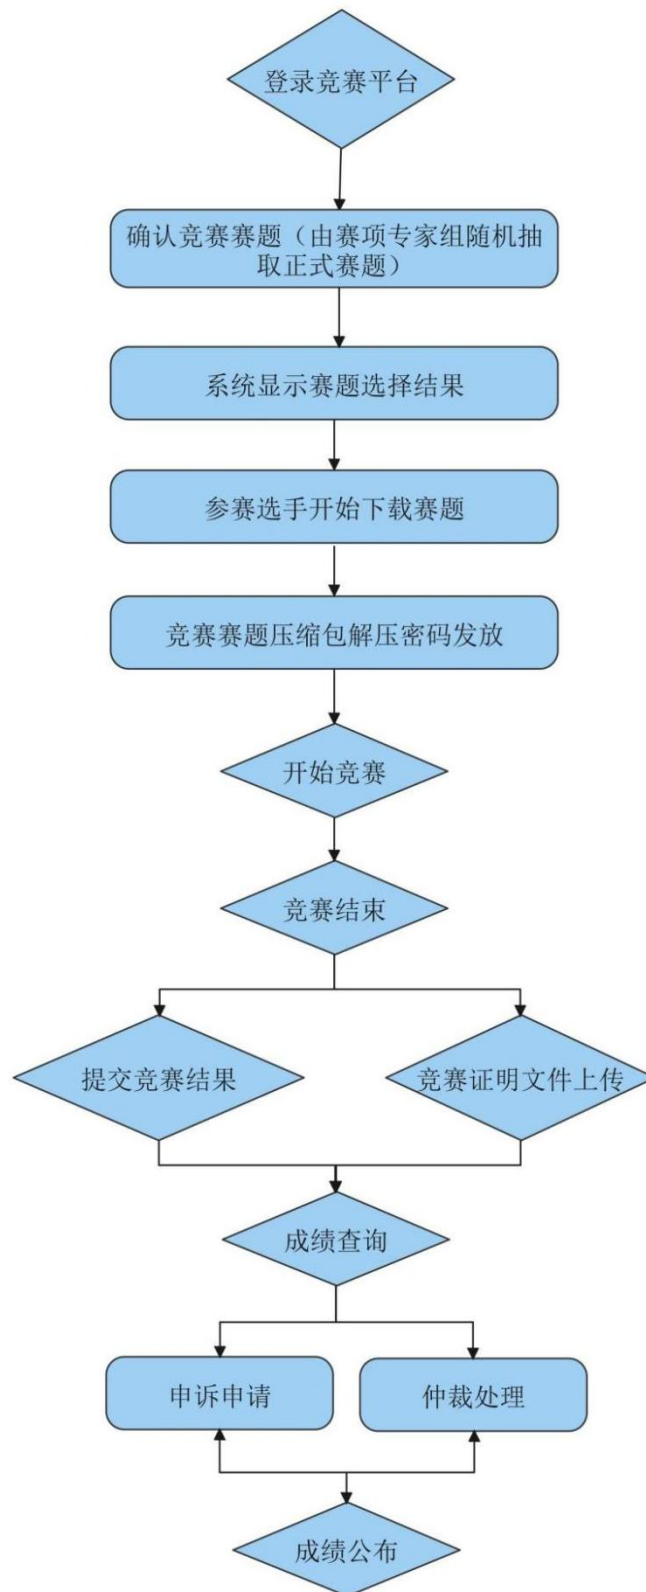 登录竞赛平台
确认竞赛赛题（由赛项专家组随机抽
取正式赛题）
系统显示赛题选择结果
参赛选手开始下载赛题
竞赛赛题压缩包解压密码发放
开始竞赛
竞赛结束
提交竞赛结果
竞赛证明文件上传
成绩查询
申诉申请
仲裁处理
成绩公布